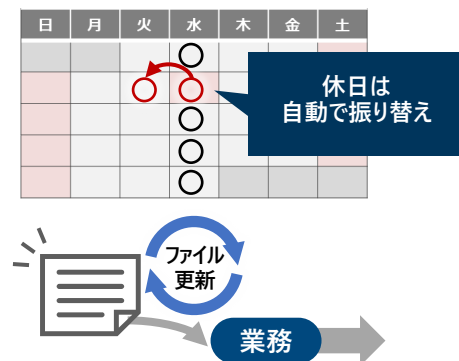 日 月 火 水 木 金 土
休日は
自動で振り替え
ファイル
更新
業務